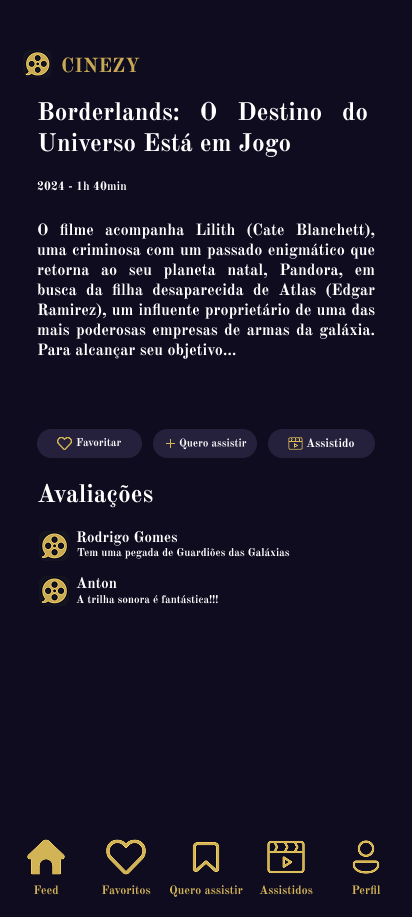 CINEZY
Borderlands: O Destino do
Universo Está em Jogo
2024 - 1h 40min
O filme acompanha Lilith (Cate Blanchett),
uma criminosa com um passado enigmático que
retorna ao seu planeta natal, Pandora, em
busca da filha desaparecida de Atlas (Edgar
Ramirez), um influente proprietário de uma das
mais poderosas empresas de armas da galáxia.
Para alcançar seu objetivo...
Favoritar
Quero assistir
Assistido
Avaliações
Rodrigo Gomes
Tem uma pegada de Guardiões das Galáxias
Anton
A trilha sonora é fantástica!!!
Feed
Favoritos
Quero assistir
Assistidos
Perfil